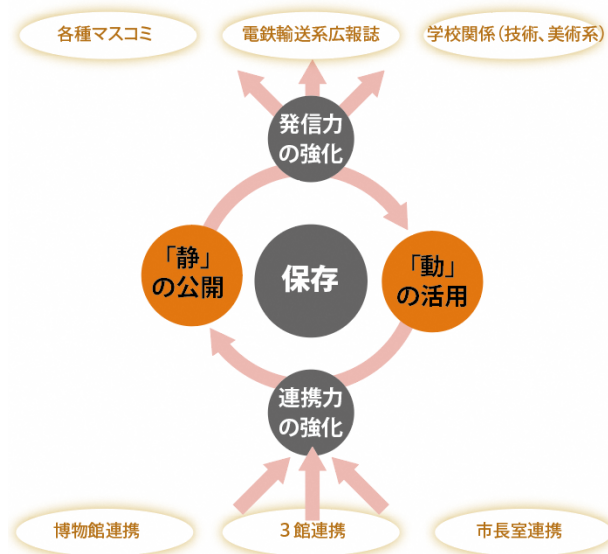 各種マスコミ
電鉄輸送系広報誌
学校関係(技術、美術系)
発信力
の強化
「静」
の公開
保存
「動」
の活用
連携力
の強化
博物館連携
3館連携
市長室連携